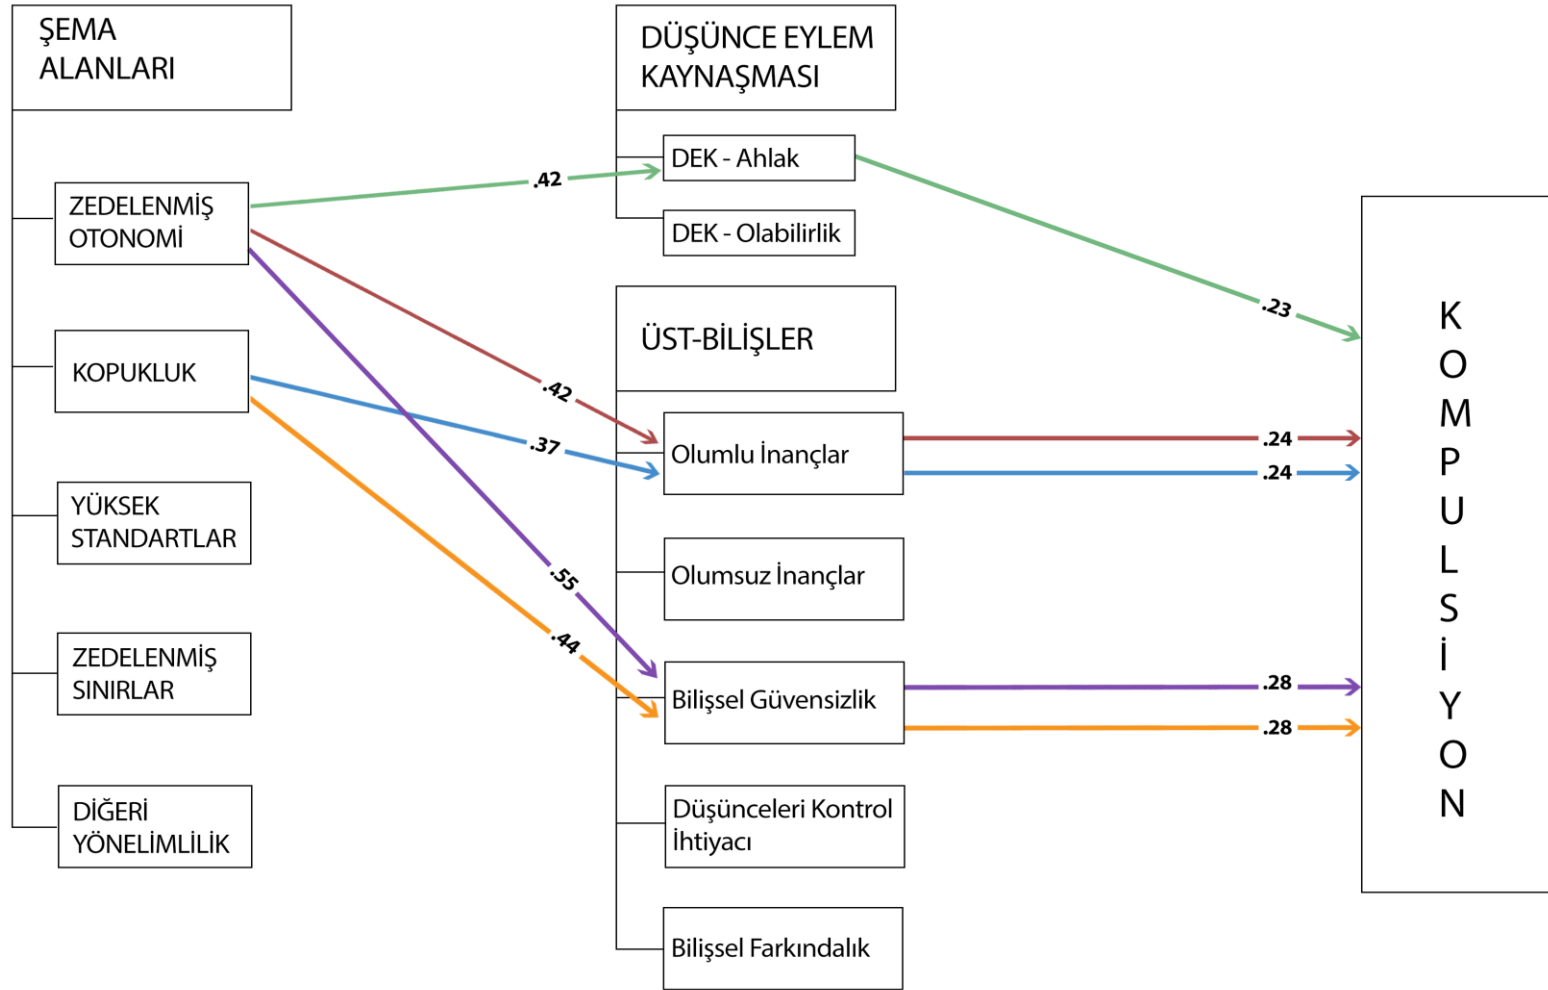 ŞEMA
ALANLARI
ZEDELENMİŞ
OTONOMİ
KOPUKLUK
YÜKSEK
STANDARTLAR
ZEDELENMİŞ
SINIRLAR
DİĞERİ
YÖNELİMLİLİK
.42
.42
.37
.55
.44
DÜŞÜNCE EYLEM
KAYNAŞMASI
DEK - Ahlak
DEK - Olabilirlik
ÜST-BİLİŞLER
Olumlu İnançlar
Olumsuz İnançlar
Bilişsel Güvensizlik
Düşünceleri Kontrol
İhtiyacı
Bilişsel Farkındalık
.23
.24
.24
.28
.28
KOMPULSİYON